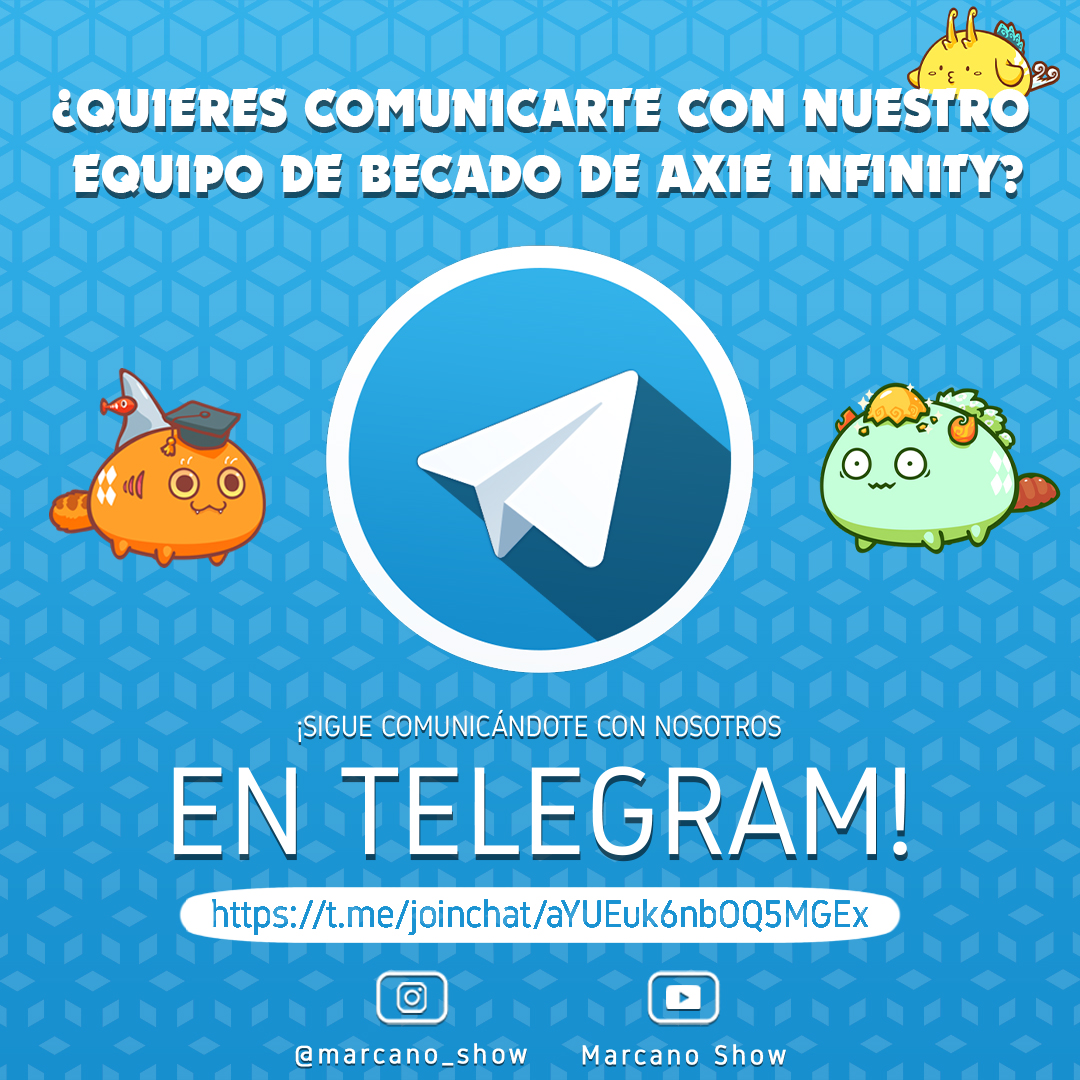 ¿QUIERES COMUNICARTE CON NUESTRO
EQUIPO DE BECADO DE AXIE INFINITY?
¡SIGUE COMUNICÁNDOTE CON NOSOTROS
EN TELEGRAM!
https://t.me/joinchat/aYUEuk6nbOQ5MGEx
@marcano_show
Marcano Show